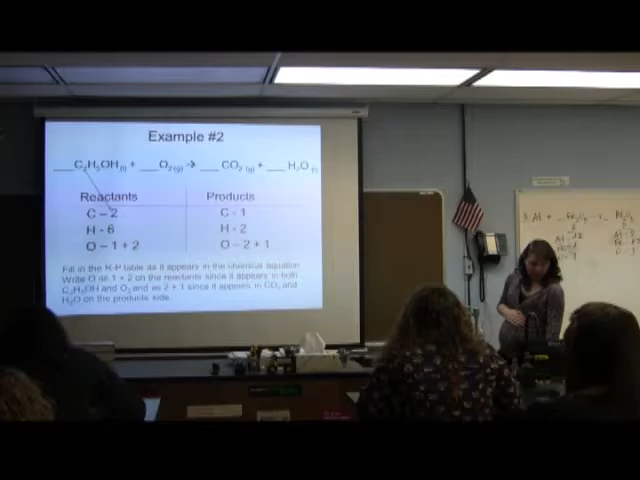 Example #2
___C₂H₅OH(l) + ___O₂(g) → ___CO₂(g) + ___H₂O(l)
Reactants Products
C – 2 C - 1
H - 6 H - 2
O – 1 + 2 O – 2 + 1
Fill in the R-P table as it appears in the chemical equation.
Write O as 1 + 2 on the reactants since it appears in both
C₂H₅OH and O₂ and as 2 + 1 since it appears in CO₂ and
H₂O on the products side.